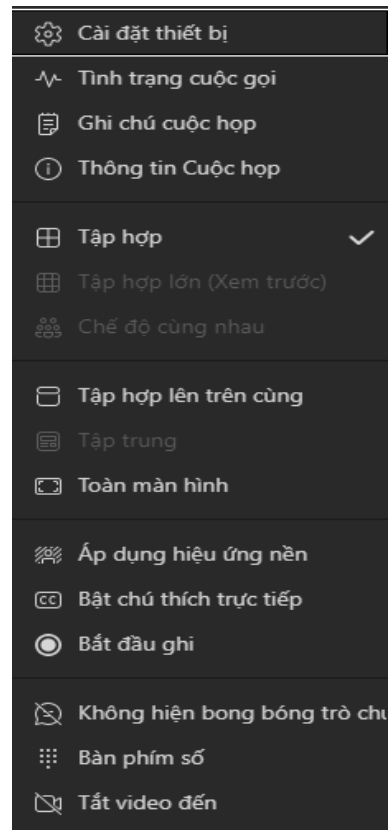 Cài đặt thiết bị
Tình trạng cuộc gọi
Ghi chú cuộc họp
Thông tin Cuộc họp
Tập hợp
Tập hợp lớn (Xem trước)
Chế độ cùng nhau
Tập hợp lên trên cùng
Tập trung
Toàn màn hình
Áp dụng hiệu ứng nền
CC Bật chú thích trực tiếp
Bắt đầu ghi
Không hiện bong bóng trò
Bàn phím số
Tắt video đến